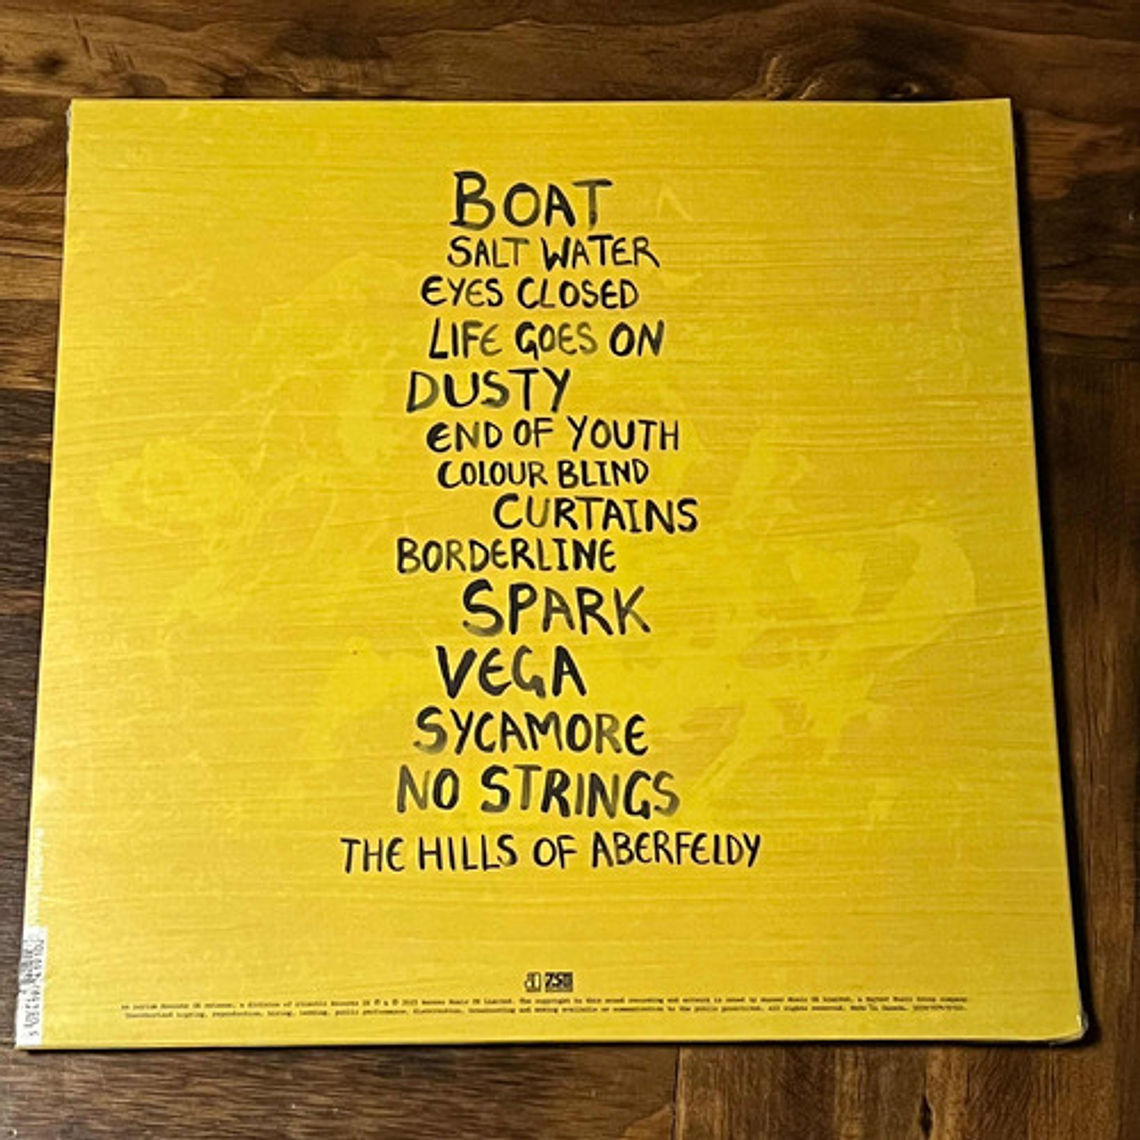 BOAT
SALT WATER
EYES CLOSED
LIFE GOES ON
DUSTY
END OF YOUTH
COLOUR BLIND
CURTAINS
BORDERLINE
SPARK
VEGA
SYCAMORE
NO STRINGS
THE HILLS OF ABERFELDY